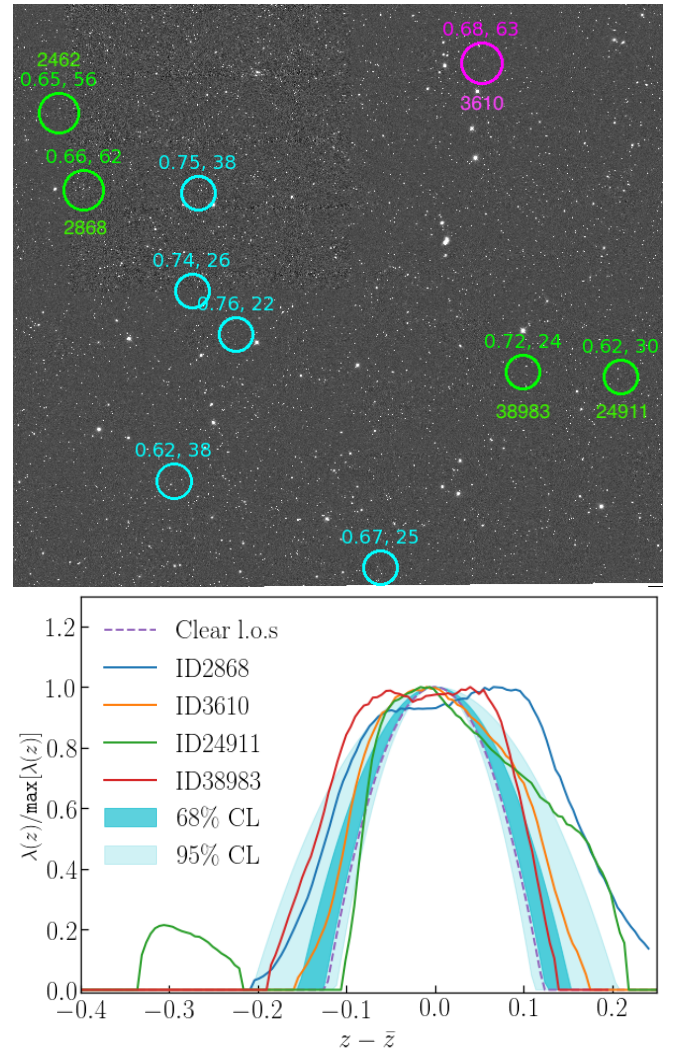 2462
0.65, 56
0.68, 63
3610
0.66, 62
2868
0.75, 38
0.74, 26
0.76, 22
0.72, 24
38983
0.62, 30
24911
0.62, 38
0.67, 25
1.2
1.0
0.8
0.6
0.4
0.2
0.0
λ(z)/max[λ(z)]
Clear l.o.s
ID2868
ID3610
ID24911
ID38983
68% CL
95% CL
−0.4 −0.3 −0.2 −0.1 0.0 0.1 0.2
z − z̄